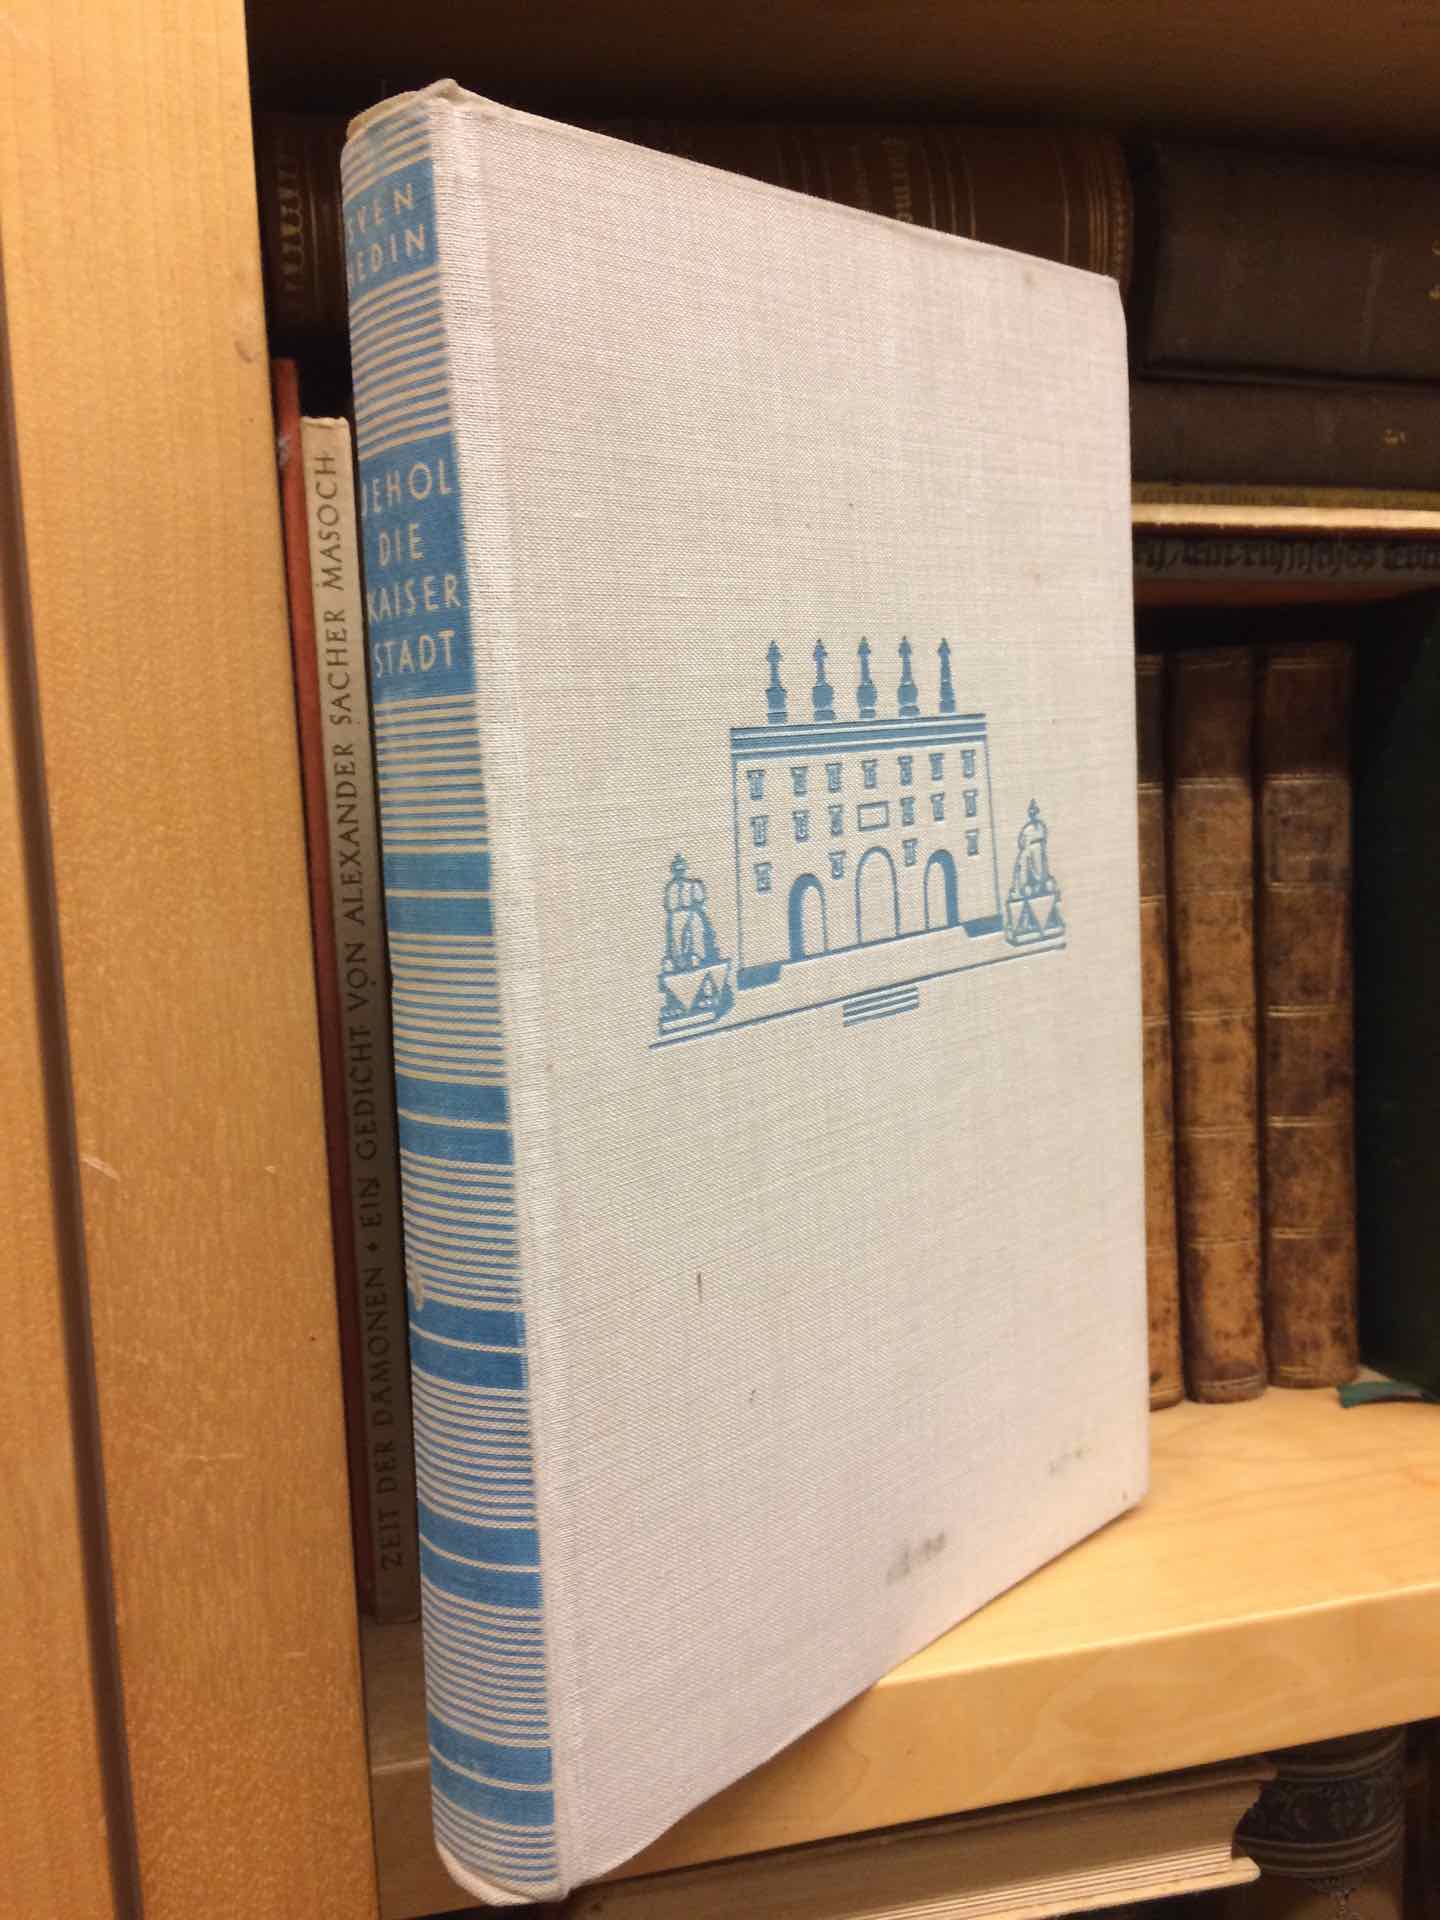 SVEN
HEDIN
JEHOL
DIE
KAISER
STADT
ZEIT DER DÄMONEN • EIN GEDICHT VON ALEXANDER SACHER MASOCH